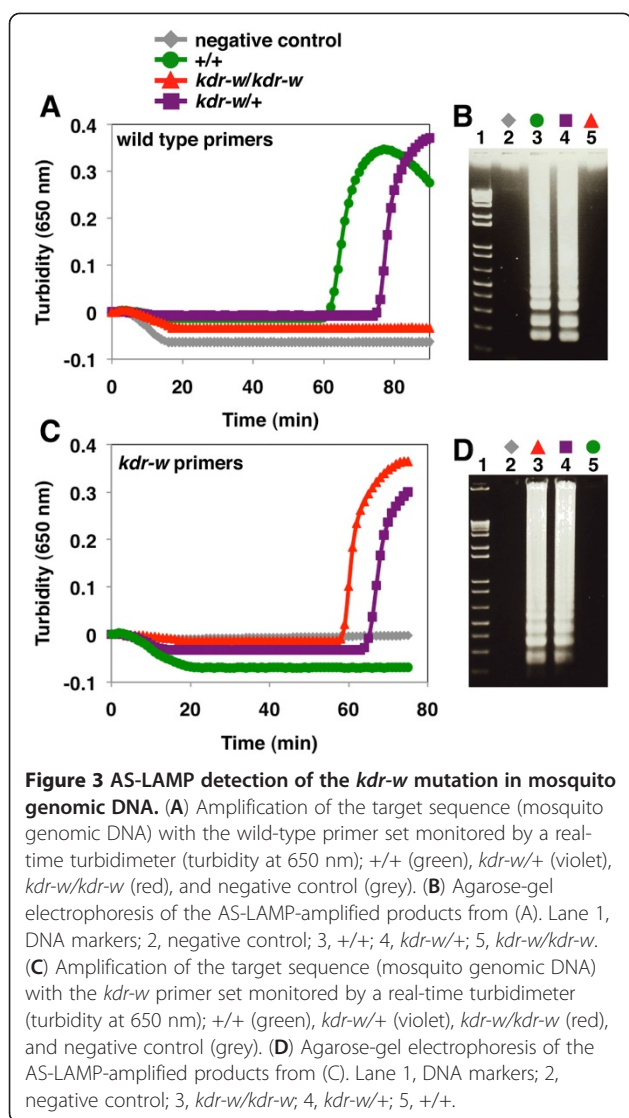 negative control
+/+
kdr-w/kdr-w
kdr-w/+
A
wild type primers
0.4
0.3
0.2
0.1
0
-0.1
Turbidity (650 nm)
0 20 40 60 80
Time (min)
B
1 2 3 4 5
C
kdr-w primers
0.4
0.3
0.2
0.1
0
-0.1
Turbidity (650 nm)
0 20 40 60 80
Time (min)
D
1 2 3 4 5
Figure 3 AS-LAMP detection of the kdr-w mutation in mosquito
genomic DNA. (A) Amplification of the target sequence (mosquito
genomic DNA) with the wild-type primer set monitored by a real-
time turbidimeter (turbidity at 650 nm); +/+ (green), kdr-w/+ (violet),
kdr-w/kdr-w (red), and negative control (grey). (B) Agarose-gel
electrophoresis of the AS-LAMP-amplified products from (A). Lane 1,
DNA markers; 2, negative control; 3, +/+; 4, kdr-w/+; 5, kdr-w/kdr-w.
(C) Amplification of the target sequence (mosquito genomic DNA)
with the kdr-w primer set monitored by a real-time turbidimeter
(turbidity at 650 nm); +/+ (green), kdr-w/+ (violet), kdr-w/kdr-w (red),
and negative control (grey). (D) Agarose-gel electrophoresis of the
AS-LAMP-amplified products from (C). Lane 1, DNA markers; 2,
negative control; 3, kdr-w/kdr-w; 4, kdr-w/+; 5, +/+.